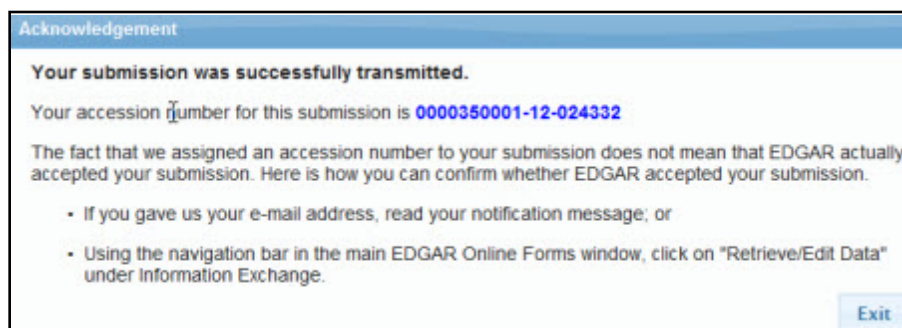 Acknowledgement
Your submission was successfully transmitted.
Your accession number for this submission is 0000350001-12-024332
The fact that we assigned an accession number to your submission does not mean that EDGAR actually
accepted your submission. Here is how you can confirm whether EDGAR accepted your submission.
• If you gave us your e-mail address, read your notification message; or
• Using the navigation bar in the main EDGAR Online Forms window, click on "Retrieve/Edit Data"
under Information Exchange.
Exit